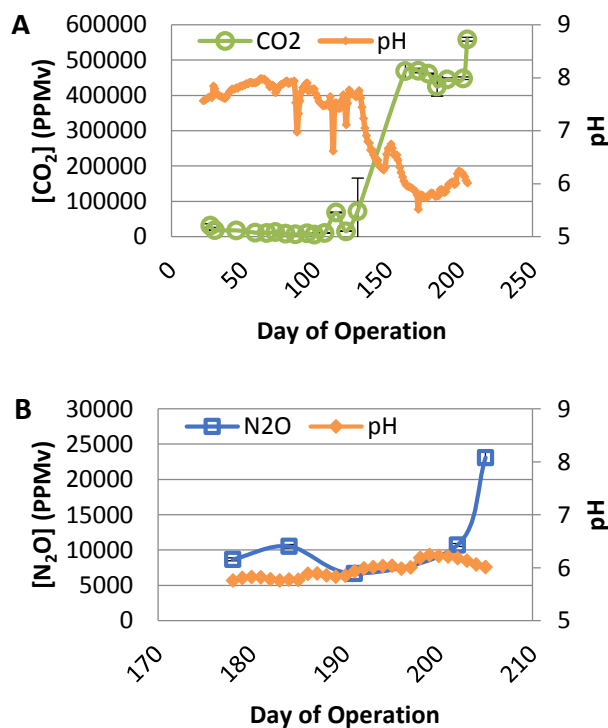 A
CO2 pH
600000
500000
400000
300000
200000
100000
0
[CO₂] (PPMv)
9
8
7
6
5
pH
0 50 100 150 200 250
Day of Operation
B
N2O pH
30000
25000
20000
15000
10000
5000
0
[N₂O] (PPMv)
9
8
7
6
5
pH
170 180 190 200 210
Day of Operation